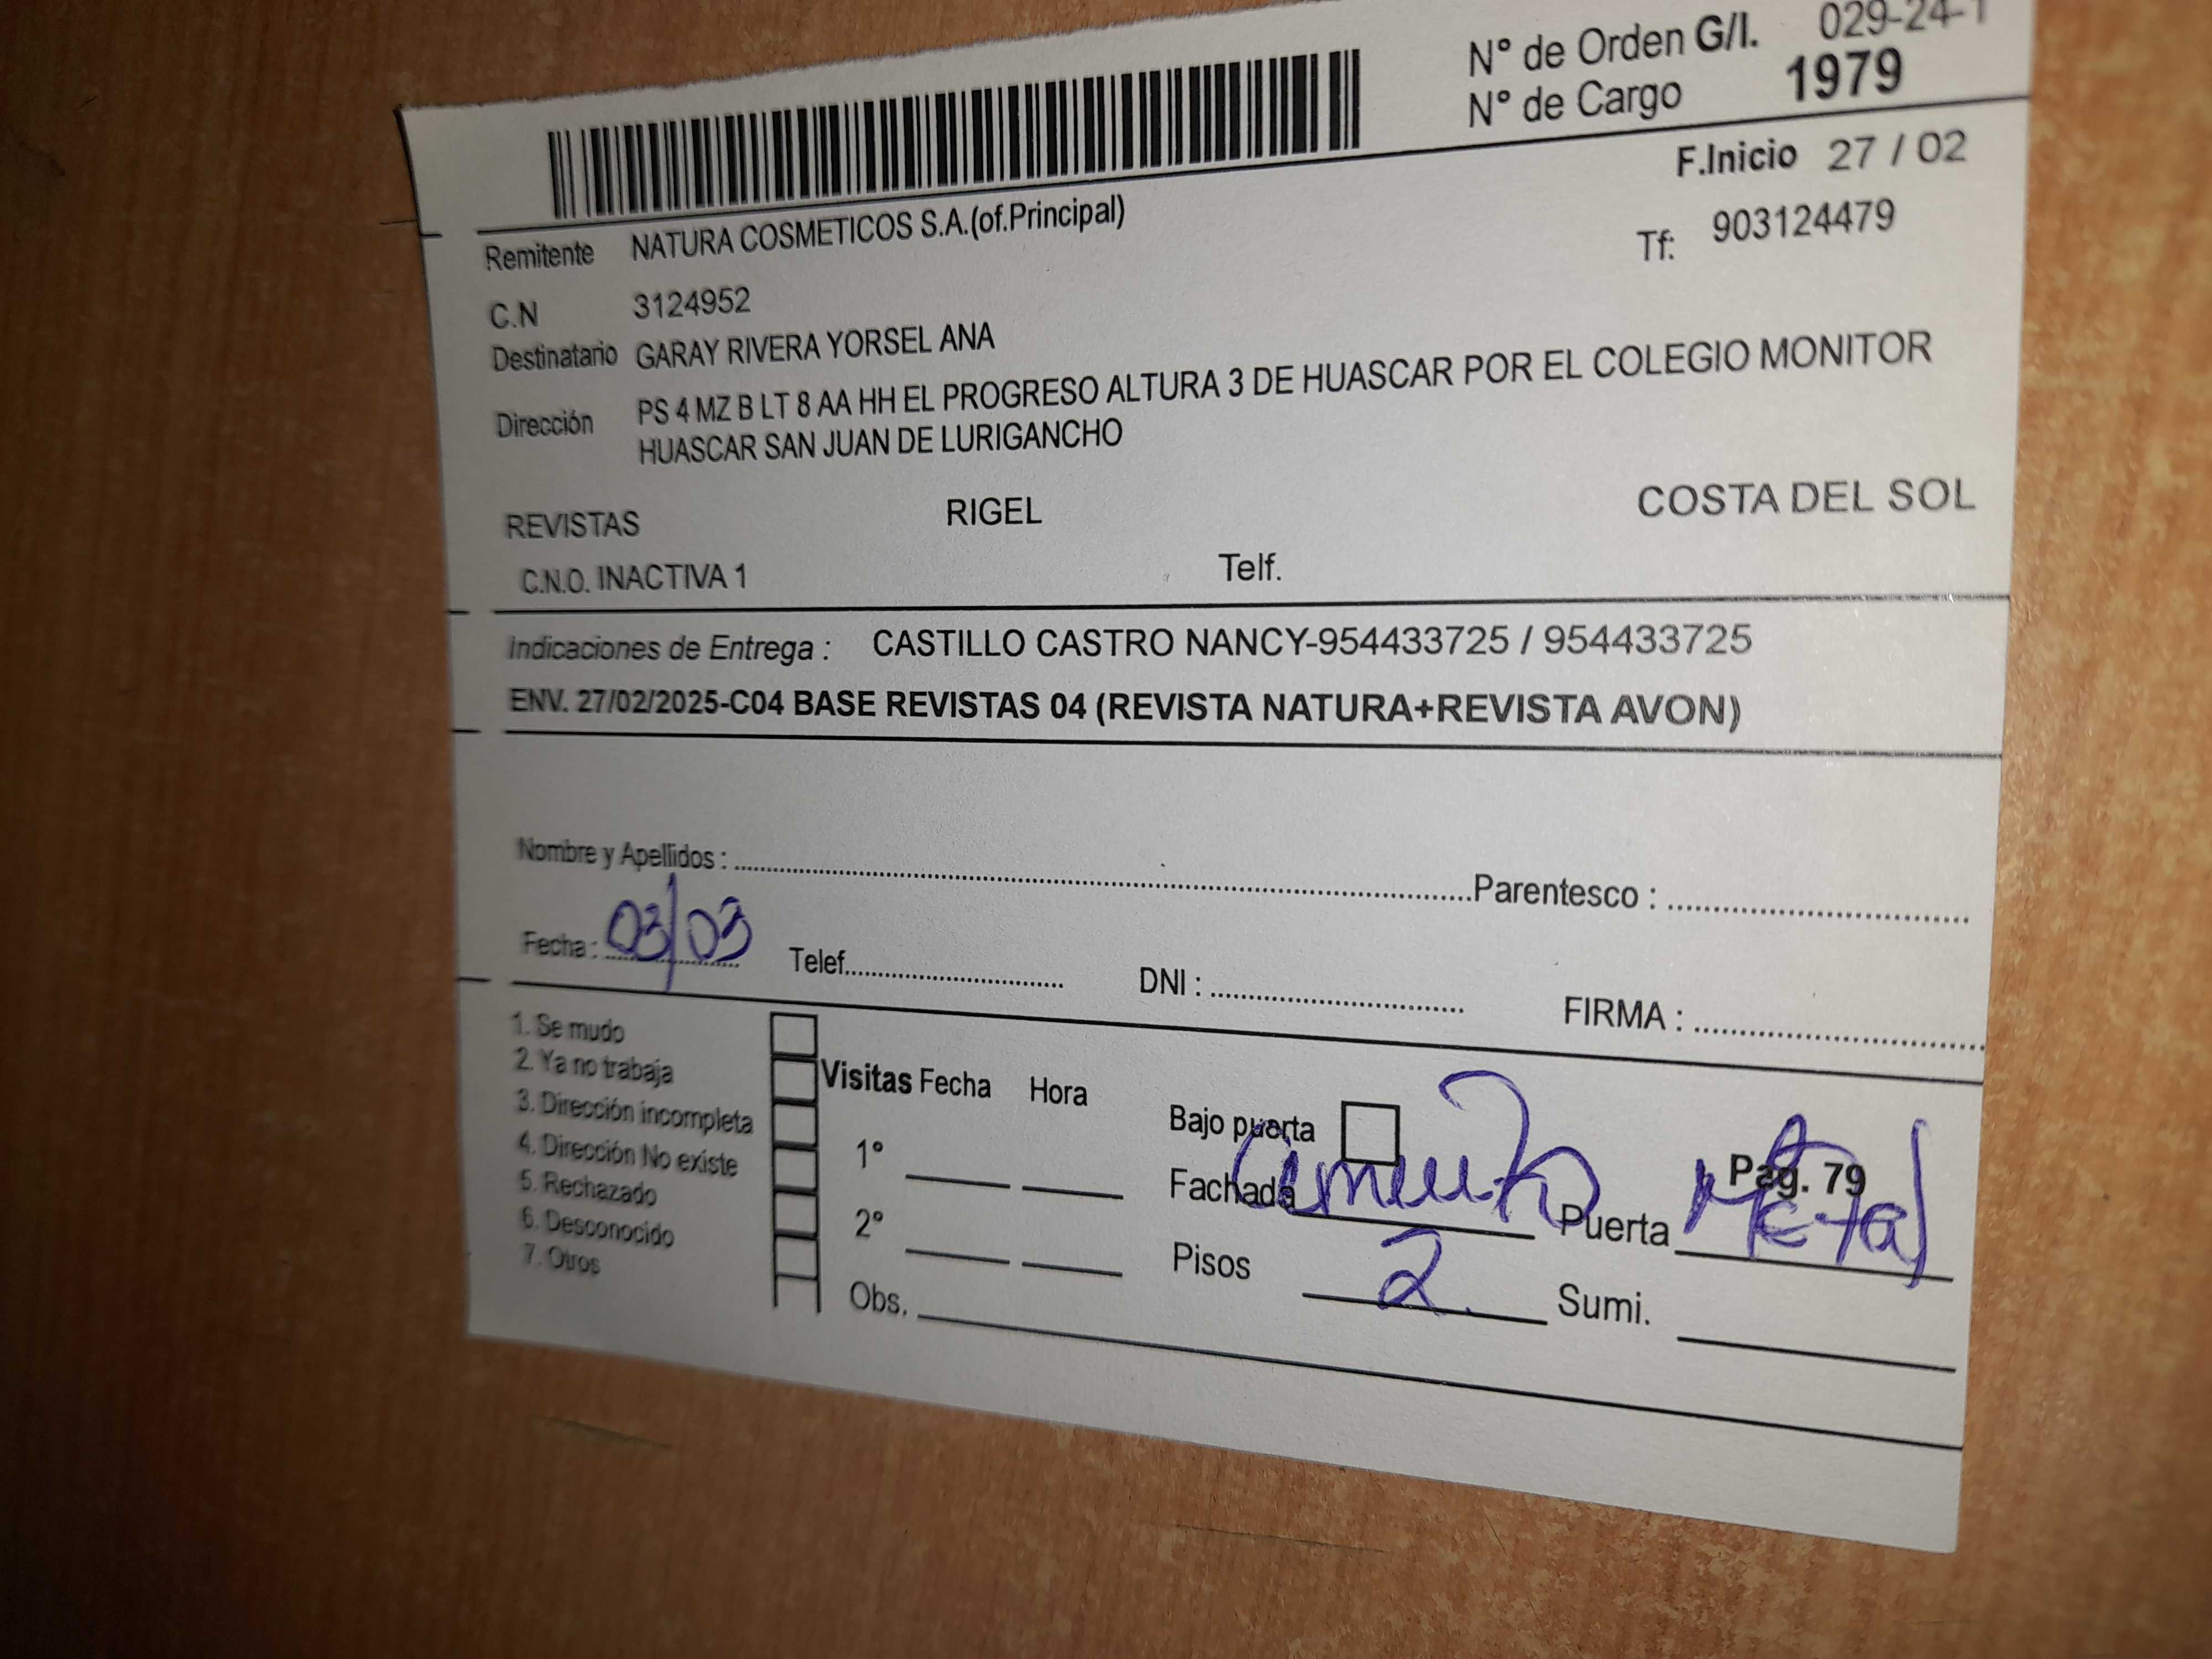 N° de Orden G/I. 029-24-1
N° de Cargo 1979
F.Inicio 27 / 02
Remitente NATURA COSMETICOS S.A.(of.Principal)
Tf: 903124479
C.N 3124952
Destinatario GARAY RIVERA YORSEL ANA
Dirección PS 4 MZ B LT 8 AA HH EL PROGRESO ALTURA 3 DE HUASCAR POR EL COLEGIO MONITOR
HUASCAR SAN JUAN DE LURIGANCHO
REVISTAS RIGEL COSTA DEL SOL
C.N.O. INACTIVA 1 Telf.
Indicaciones de Entrega : CASTILLO CASTRO NANCY-954433725 / 954433725
ENV. 27/02/2025-C04 BASE REVISTAS 04 (REVISTA NATURA+REVISTA AVON)
Nombre y Apellidos : Parentesco :
Fecha : 03/03 Telef. DNI : FIRMA :
1. Se mudo
2. Ya no trabaja
3. Dirección incompleta
4. Dirección No existe
5. Rechazado
6. Desconocido
7. Otros
Visitas Fecha Hora
1°
2°
Obs.
Bajo puerta
Pag. 79
Fachada Cemento Puerta Metal
Pisos 2 Sumi.